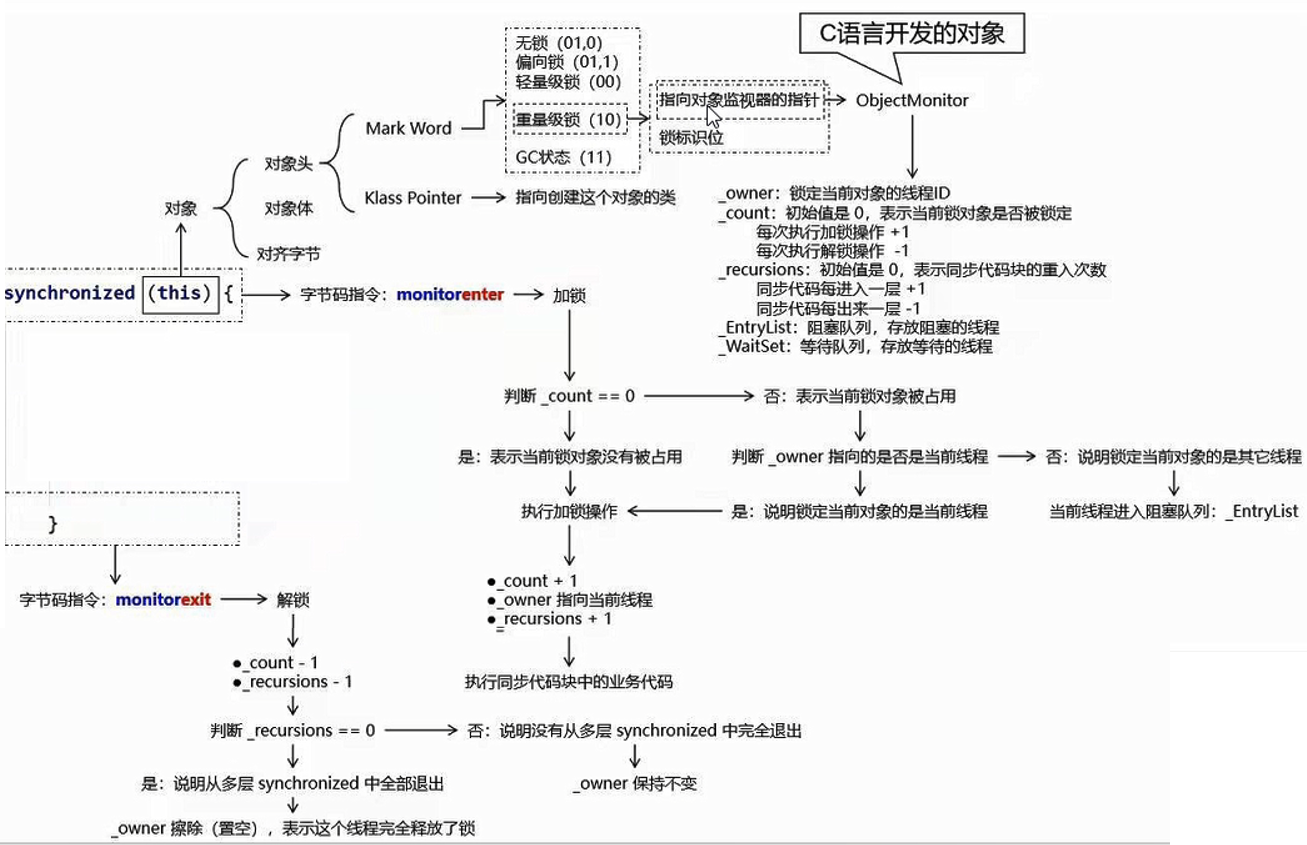 C语言开发的对象
无锁（01,0）
偏向锁（01,1）
轻量级锁（00）
重量级锁（10）
GC状态（11）
指向对象监视器的指针
锁标识位
ObjectMonitor
Mark Word
对象头
Klass Pointer
指向创建这个对象的类
对象
对象体
对齐字节
_owner：锁定当前对象的线程ID
_count：初始值是 0，表示当前锁对象是否被锁定
每次执行加锁操作 +1
每次执行解锁操作 -1
_recursions：初始值是 0，表示同步代码块的重入次数
同步代码每进入一层 +1
同步代码每出来一层 -1
_EntryList：阻塞队列，存放阻塞的线程
_WaitSet：等待队列，存放等待的线程
synchronized (this) {
字节码指令：monitorenter
加锁
判断 _count == 0
否：表示当前锁对象被占用
是：表示当前锁对象没有被占用
判断 _owner 指向的是否是当前线程
否：说明锁定当前对象的是其它线程
执行加锁操作
是：说明锁定当前对象的是当前线程
当前线程进入阻塞队列：_EntryList
}
●_count + 1
●_owner 指向当前线程
●_recursions + 1
执行同步代码块中的业务代码
字节码指令：monitorexit
解锁
●_count - 1
●_recursions - 1
判断 _recursions == 0
否：说明没有从多层 synchronized 中完全退出
是：说明从多层 synchronized 中全部退出
_owner 保持不变
_owner 擦除（置空），表示这个线程完全释放了锁